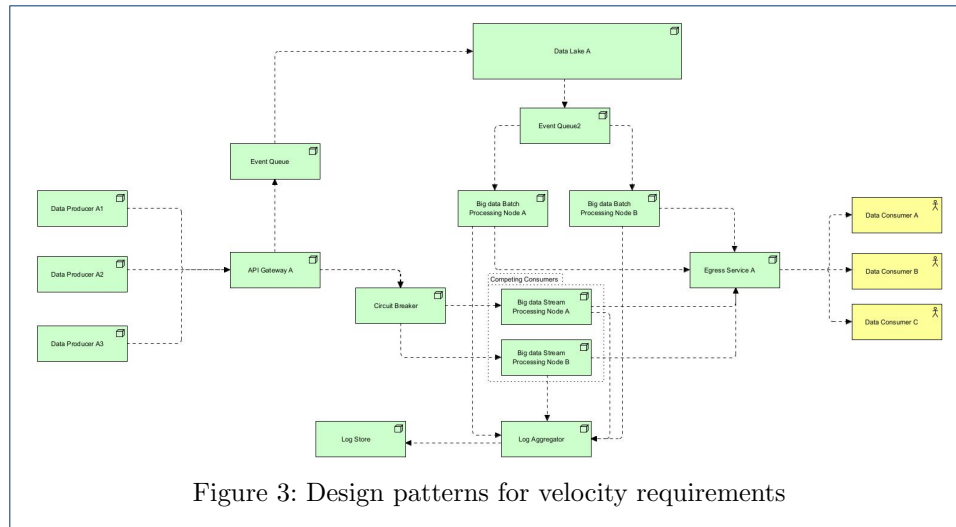 Data Lake A
Event Queue2
Event Queue
Data Producer A1
Big data Batch
Processing Node A
Big data Batch
Processing Node B
Data Consumer A
Data Producer A2
API Gateway A
Egress Service A
Data Consumer B
Competing Consumers
Circuit Breaker
Big data Stream
Processing Node A
Data Consumer C
Data Producer A3
Big data Stream
Processing Node B
Log Store
Log Aggregator
Figure 3: Design patterns for velocity requirements